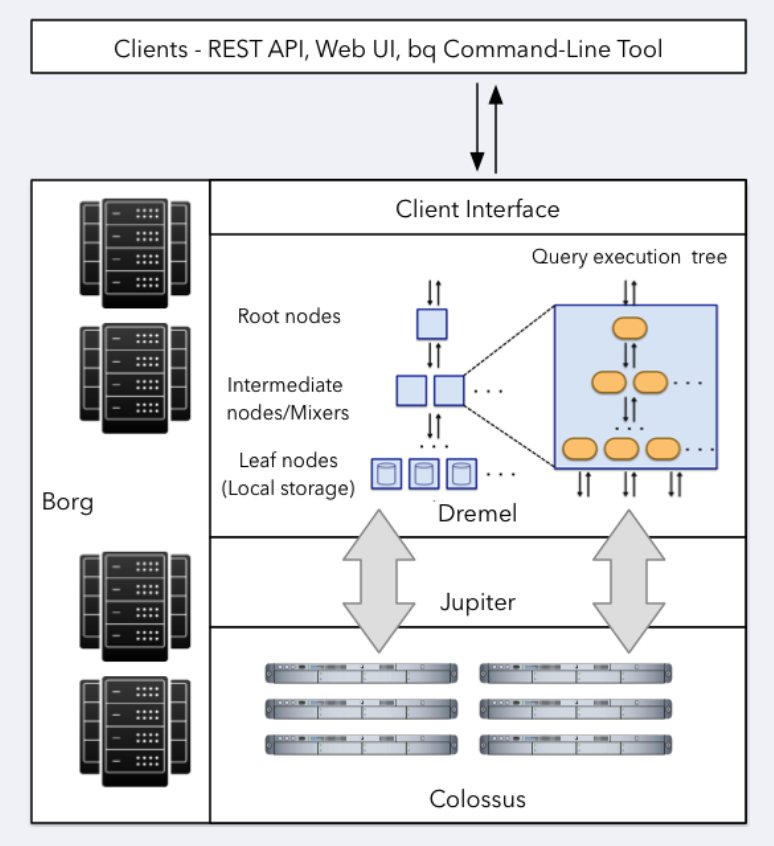 Clients - REST API, Web UI, bq Command-Line Tool
Client Interface
Query execution tree
Root nodes
Intermediate
nodes/Mixers
Leaf nodes
(Local storage)
Borg
Dremel
Jupiter
Colossus